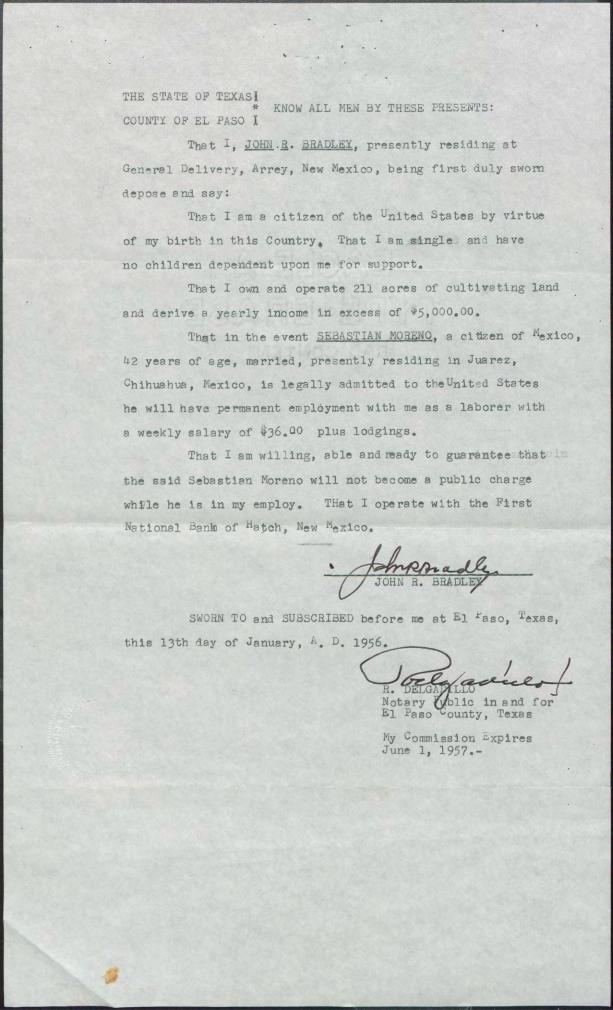 THE STATE OF TEXAS I
* KNOW ALL MEN BY THESE PRESENTS:
COUNTY OF EL PASO I
That I, JOHN R. BRADLEY, presently residing at
General Delivery, Arrey, New Mexico, being first duly sworn
depose and say:
That I am a citizen of the United States by virtue
of my birth in this Country. That I am single and have
no children dependent upon me for support.
That I own and operate 211 acres of cultivating land
and derive a yearly income in excess of $5,000.00.
That in the event SEBASTIAN MORENO, a citizen of Mexico,
42 years of age, married, presently residing in Juarez,
Chihuahua, Mexico, is legally admitted to the United States
he will have permanent employment with me as a laborer with
a weekly salary of $36.00 plus lodgings.
That I am willing, able and ready to guarantee that
the said Sebastian Moreno will not become a public charge
while he is in my employ. THat I operate with the First
National Bank of Hatch, New Mexico.
John R Bradley
JOHN R. BRADLEY
SWORN TO and SUBSCRIBED before me at El Paso, Texas,
this 13th day of January, A. D. 1956.
R. DELGADILLO
Notary Public in and for
El Paso County, Texas
My Commission Expires
June 1, 1957.-